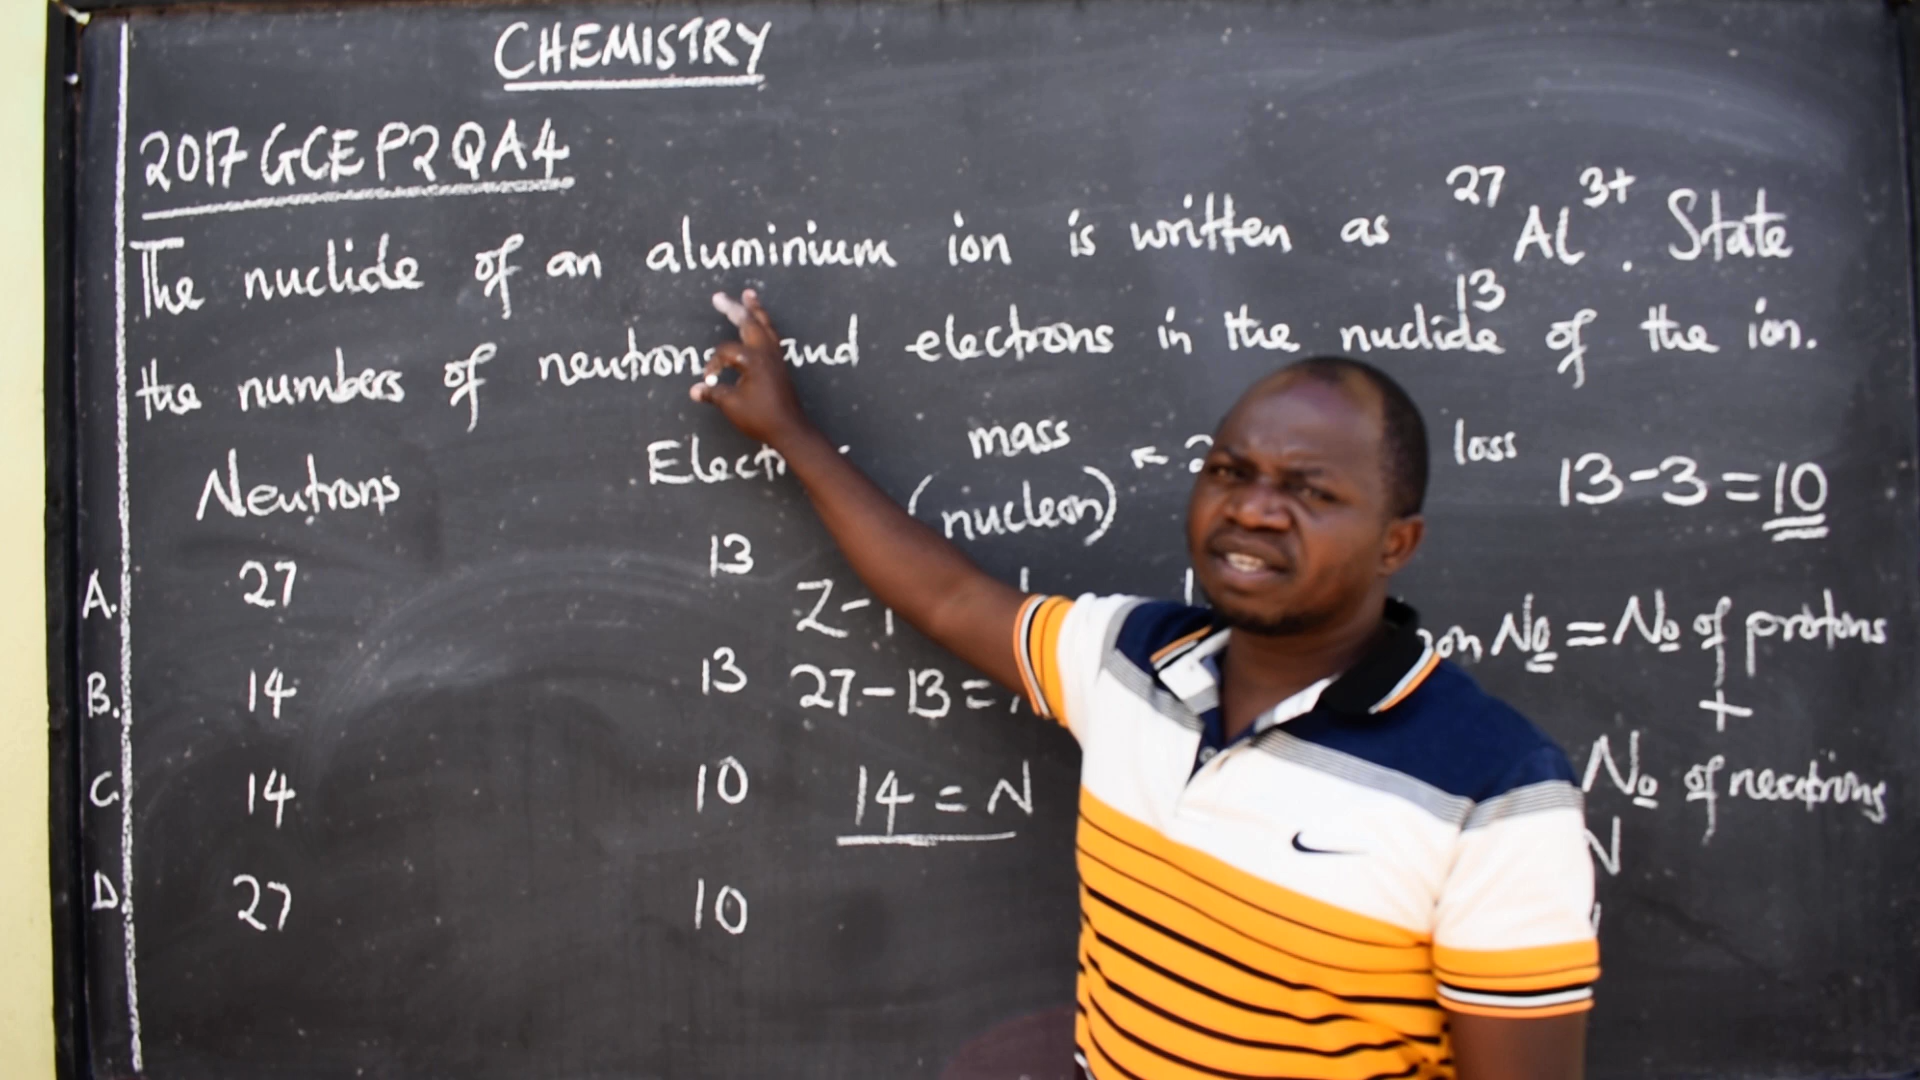 CHEMISTRY
2017 GCE P2 QA4
The nuclide of an aluminium ion is written as 27 13 Al 3+. State
the numbers of neutrons and electrons in the nuclide of the ion.
Neutrons
A. 27 13
B. 14 13
C 14 10
D. 27 10
mass
(nucleon)
loss
13-3=10
27-13=
14=N
No=No of protons
+
No of neutrons
N